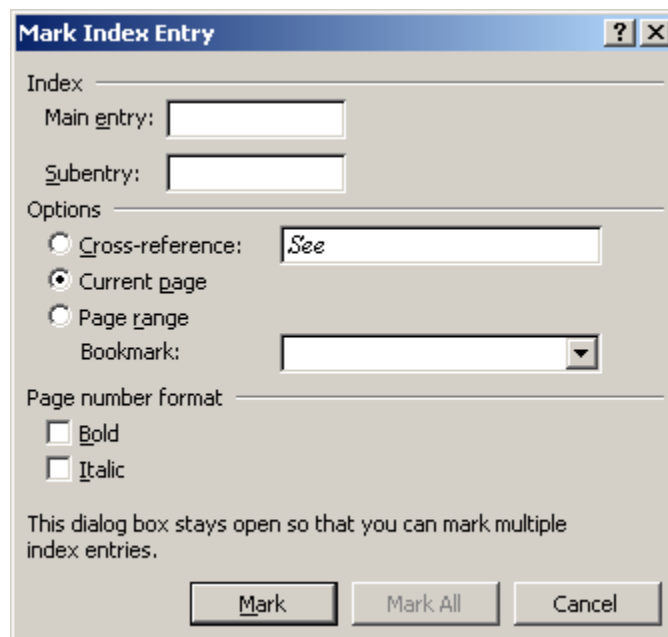 Mark Index Entry
Index
Main entry:
Subentry:
Options
Cross-reference: See
Current page
Page range
Bookmark:
Page number format
Bold
Italic
This dialog box stays open so that you can mark multiple
index entries.
Mark Mark All Cancel